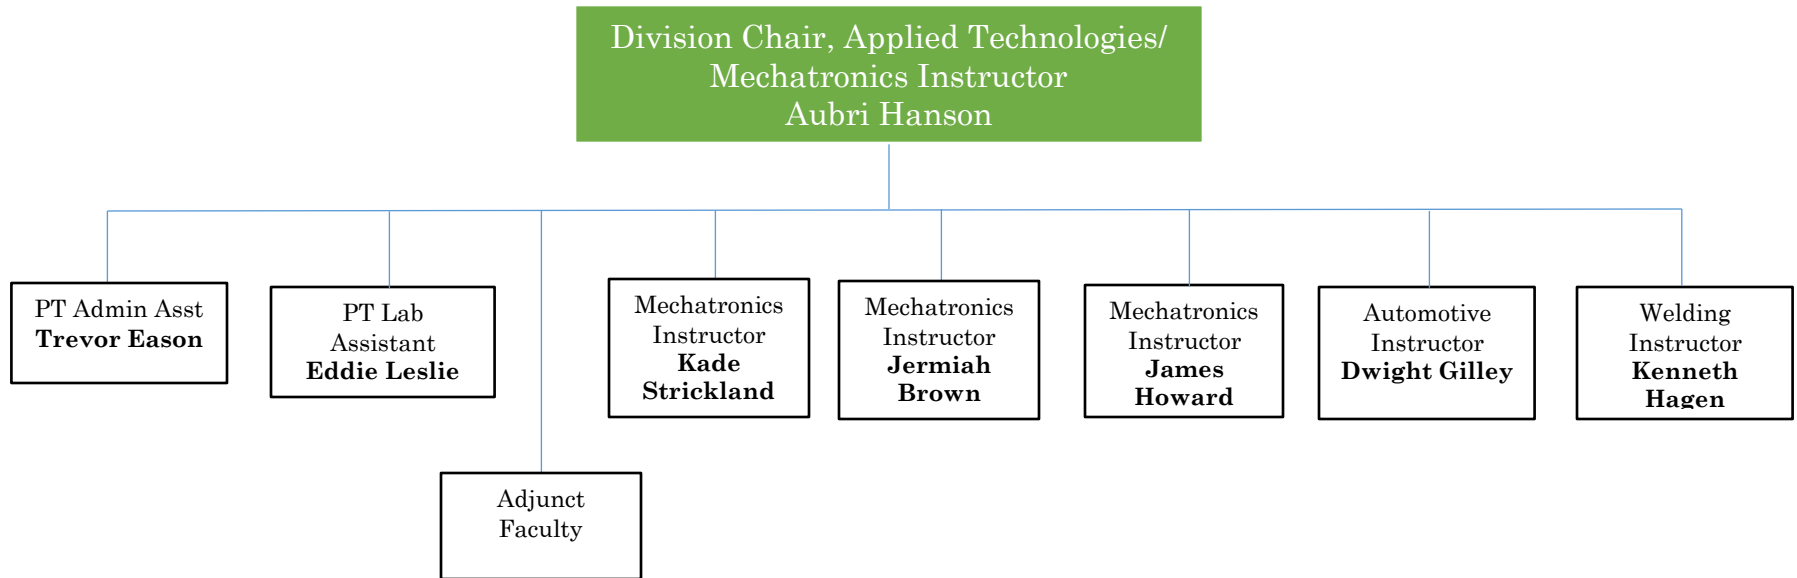 Division Chair, Applied Technologies/
Mechatronics Instructor
Aubri Hanson
PT Admin Asst
Trevor Eason
PT Lab
Assistant
Eddie Leslie
Mechatronics
Instructor
Kade
Strickland
Mechatronics
Instructor
Jermiah
Brown
Mechatronics
Instructor
James
Howard
Automotive
Instructor
Dwight Gilley
Welding
Instructor
Kenneth
Hagen
Adjunct
Faculty